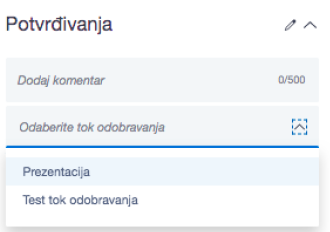 Potvrđivanja
Dodaj komentar 0/500
Odaberite tok odobravanja
Prezentacija
Test tok odobravanja